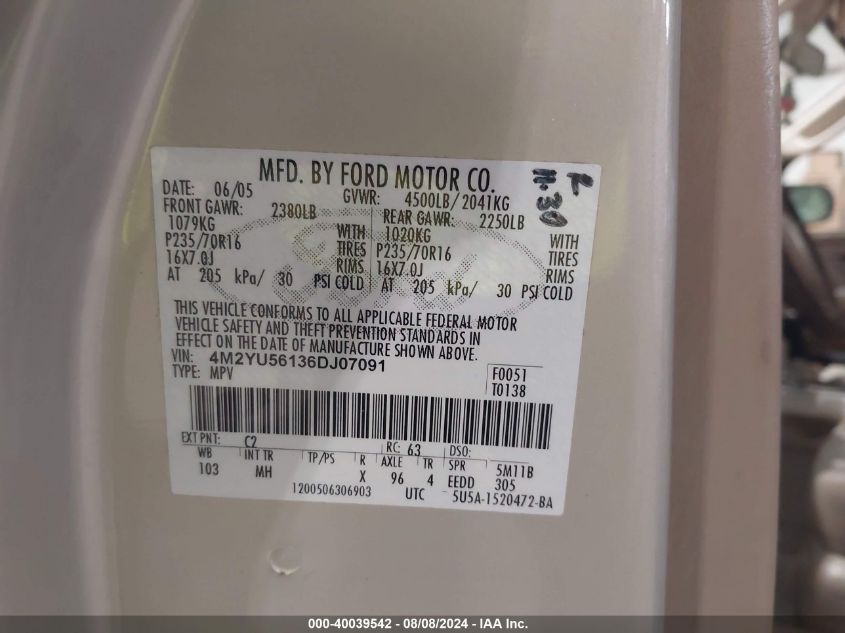 MFD. BY FORD MOTOR CO.
DATE: 06/05 GVWR: 4500LB/2041KG
FRONT GAWR: 2380LB REAR GAWR: 2250LB
1079KG WITH 1020KG WITH
P235/70R16 TIRES P235/70R16 TIRES
16X7.0J RIMS 16X7.0J RIMS
AT 205 kPa/ 30 PSI COLD AT 205 kPa/ 30 PSI COLD
THIS VEHICLE CONFORMS TO ALL APPLICABLE FEDERAL MOTOR
VEHICLE SAFETY AND THEFT PREVENTION STANDARDS IN
EFFECT ON THE DATE OF MANUFACTURE SHOWN ABOVE.
VIN: 4M2YU56136DJ07091
TYPE: MPV
F0051
T0138
EXT PNT: C2 RC: 63 DSO:
WB INT TR TP/PS R AXLE TR SPR 5M11B
103 MH X 96 4 EEDD 305
1200506306903 UTC 5U5A-1520472-BA
000-40039542 - 08/08/2024 - IAA Inc.